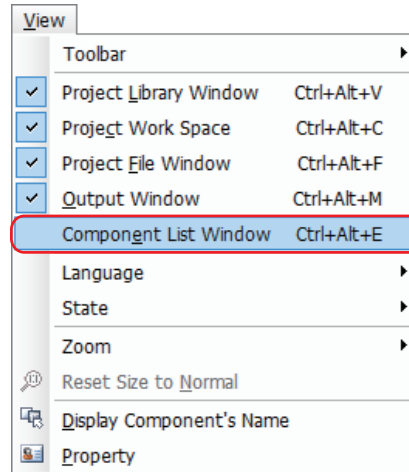 View
Toolbar
Project Library Window Ctrl+Alt+V
Project Work Space Ctrl+Alt+C
Project File Window Ctrl+Alt+F
Output Window Ctrl+Alt+M
Component List Window Ctrl+Alt+E
Language
State
Zoom
Reset Size to Normal
Display Component's Name
Property